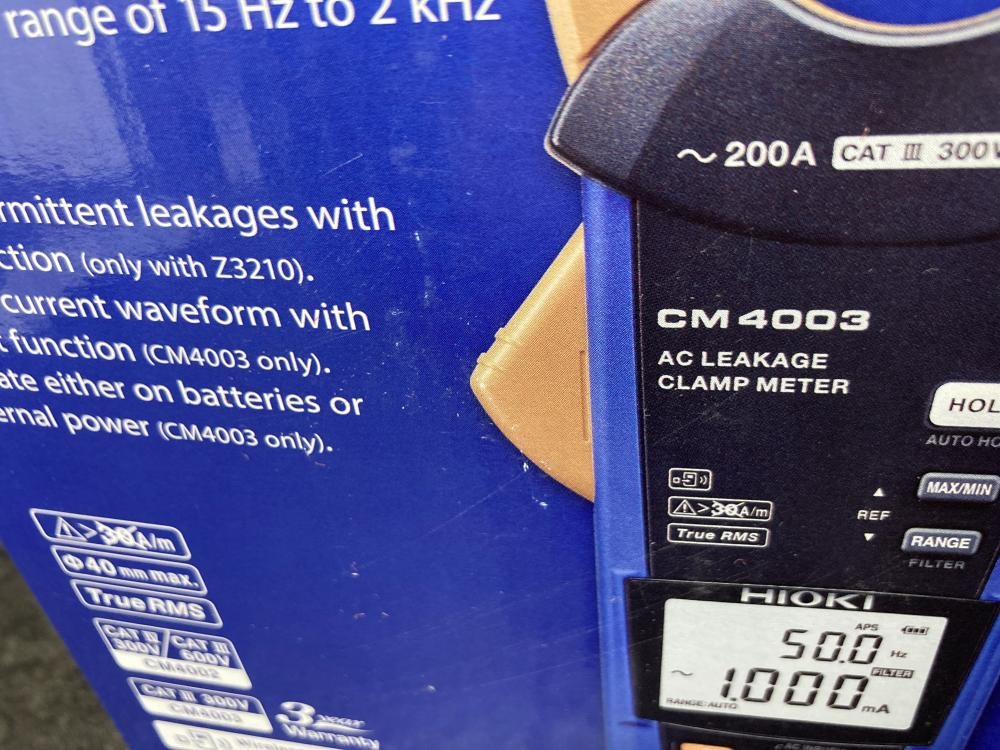 range of 15 Hz to 2 kHz
rmittent leakages with
ction (only with Z3210).
current waveform with
t function (CM4003 only).
ate either on batteries or
ernal power (CM4003 only).
>30A/m
Φ40 mm max.
True RMS
CAT IV 300V/CAT III 600V
CM4002
CAT III 300V
CM4003
3-year
Warranty
~200A CAT III 300V
CM4003
AC LEAKAGE
CLAMP METER
HOL
AUTO HO
MAX/MIN
REF
RANGE
FILTER
>30A/m
True RMS
HIOKI
APS
50.0 Hz
FILTER
~1.000 mA
RANGE:AUTO